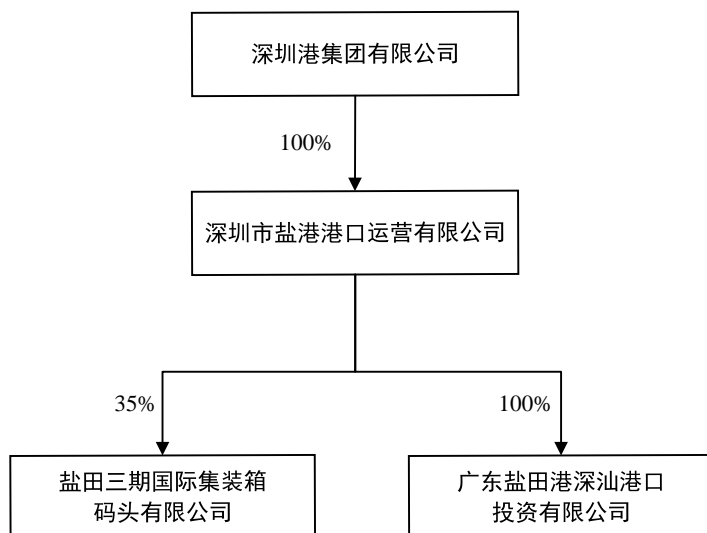 深圳港集团有限公司
100%
深圳市盐港港口运营有限公司
35%
100%
盐田三期国际集装箱
码头有限公司
广东盐田港深汕港口
投资有限公司